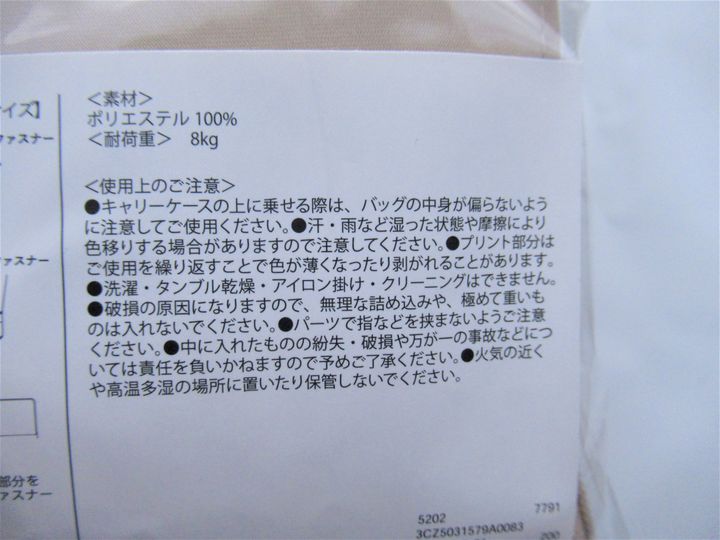 イズ】
ファスナー
ファスナー
部分を
ファスナー
＜素材＞
ポリエステル 100%
＜耐荷重＞　8kg
＜使用上のご注意＞
●キャリーケースの上に乗せる際は、バッグの中身が偏らないよう
に注意してご使用ください。●汗・雨など湿った状態や摩擦により
色移りする場合がありますので注意してください。●プリント部分は
ご使用を繰り返すことで色が薄くなったり剥がれることがあります。
●洗濯・タンブル乾燥・アイロン掛け・クリーニングはできません。
●破損の原因になりますので、無理な詰め込みや、極めて重いも
のは入れないでください。●パーツで指などを挟まないようご注意
ください。●中に入れたものの紛失・破損や万が一の事故などにつ
いては責任を負いかねますので予めご了承ください。●火気の近く
や高温多湿の場所に置いたり保管しないでください。
5202 7791
3CZ5031579A0083